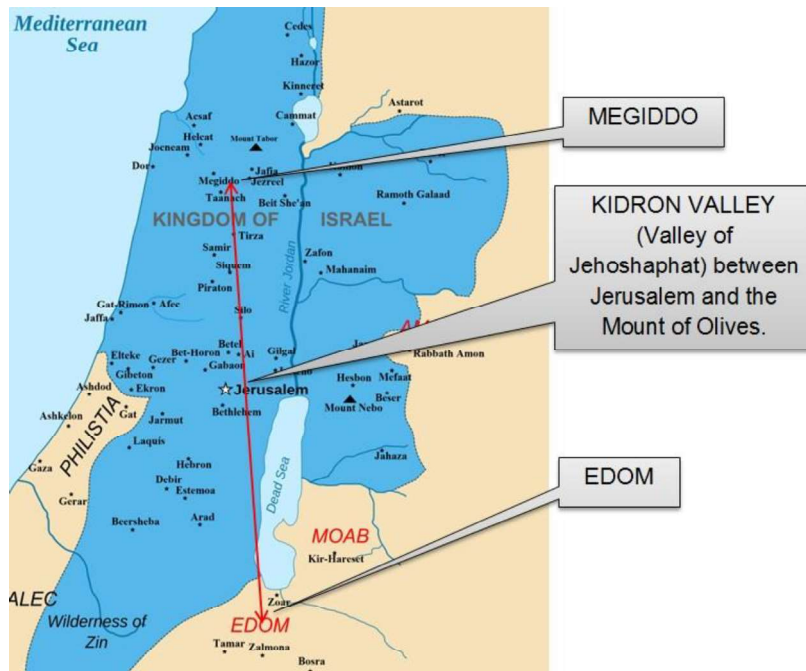 Mediterranean
Sea
Cedes
Hazor
Kinneret
Cammat
Astarot
Acsaf
Helcat
Mount Tabor
Jocneam
Dor
Jafia
Megiddo
Jezreel
Taanach
Beit She'an
Ramoth Galaad
KINGDOM OF ISRAEL
Tirza
Samir
Siquem
Zafon
Mahanaim
Piraton
River Jordan
Gat-Rimon
Afec
Silo
Jaffa
Betel
Ai
Gilgal
Rabbath Amon
Elteke
Gezer
Bet-Horon
Gabaon
Gibeton
Hesbon
Mefaat
Ashdod
Ekron
Jerusalem
Beser
Mount Nebo
Ashkelon
Gat
Jarmut
Bethlehem
PHILISTIA
Laquis
Jahaza
Gaza
Hebron
Debir
Dead Sea
Gerar
Estemoa
Beersheba
Arad
MOAB
Kir-Hareset
Zoar
ALEC
Wilderness of
Zin
EDOM
Tamar
Zalmona
Bosra
MEGIDDO
KIDRON VALLEY
(Valley of
Jehoshaphat) between
Jerusalem and the
Mount of Olives.
EDOM